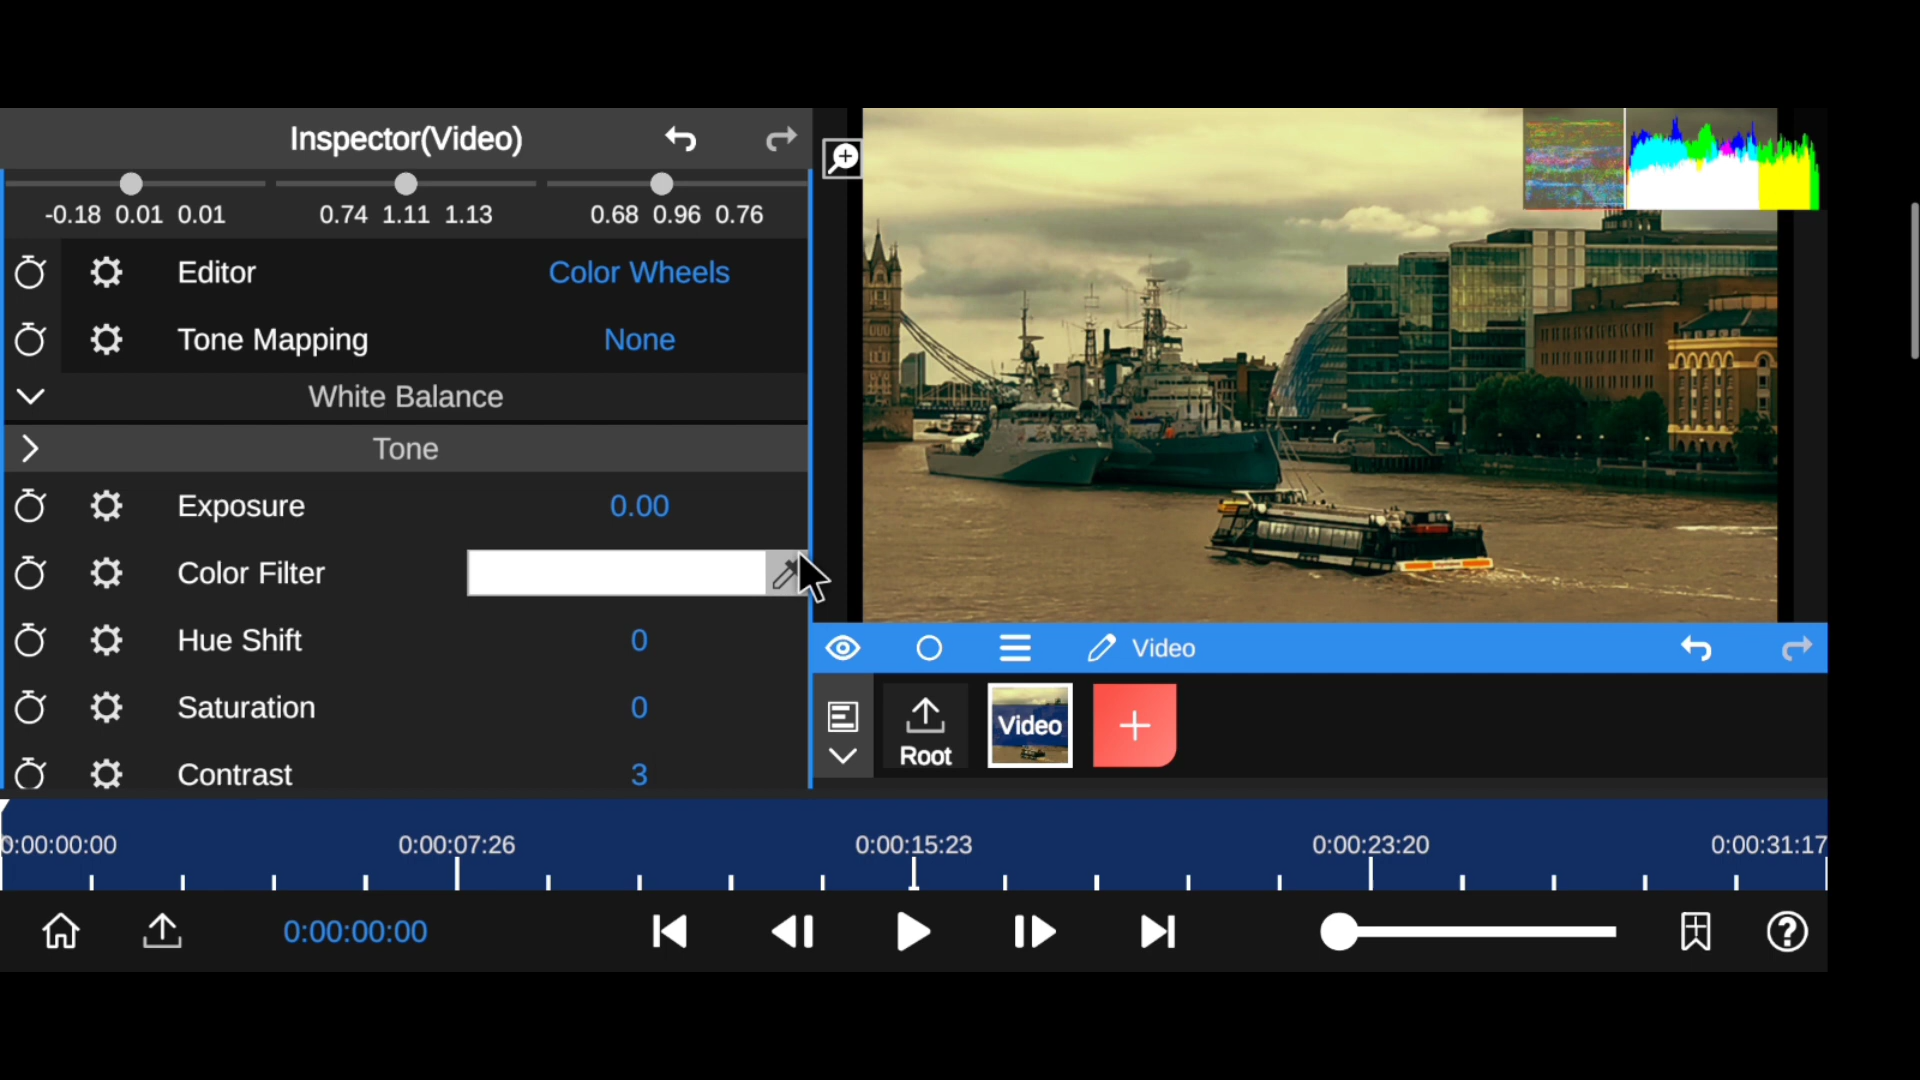 Inspector(Video)
-0.18 0.01 0.01
0.74 1.11 1.13
0.68 0.96 0.76
Editor Color Wheels
Tone Mapping None
White Balance
Tone
Exposure 0.00
Color Filter
Hue Shift 0
Saturation 0
Contrast 3
Video
Root
Video
0:00:00:00 0:00:07:26 0:00:15:23 0:00:23:20 0:00:31:17
0:00:00:00